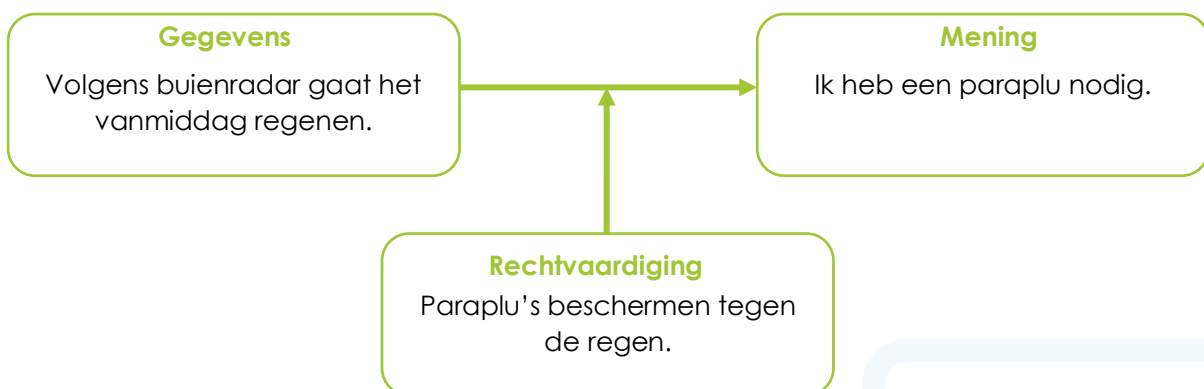 Gegevens
Volgens buienradar gaat het
vanmiddag regenen.
Mening
Ik heb een paraplu nodig.
Rechtvaardiging
Paraplu’s beschermen tegen
de regen.